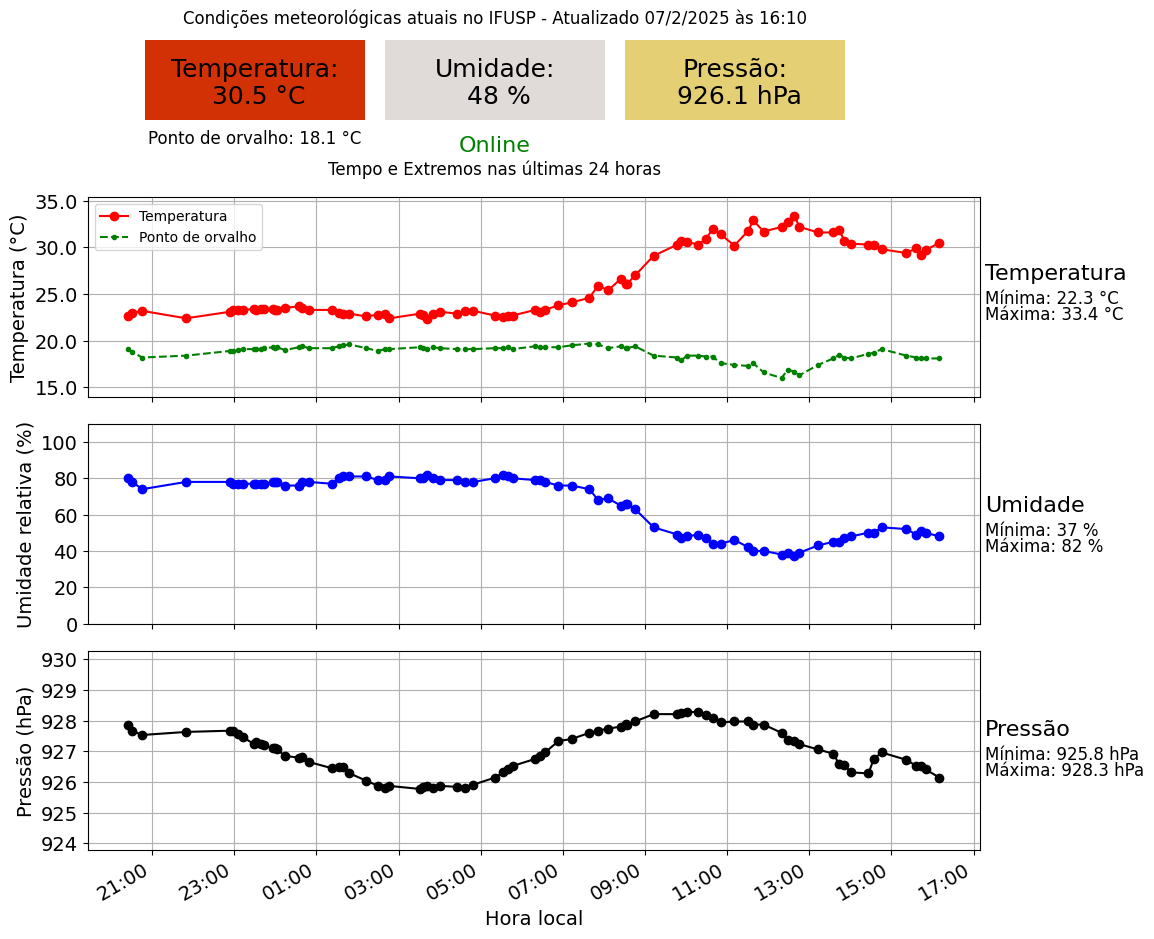 Condições meteorológicas atuais no IFUSP - Atualizado 07/2/2025 às 16:10
Temperatura:
30.5 °C
Umidade:
48 %
Pressão:
926.1 hPa
Ponto de orvalho: 18.1 °C
Online
Tempo e Extremos nas últimas 24 horas
Temperatura (°C)
35.0
30.0
25.0
20.0
15.0
Temperatura
Ponto de orvalho
Temperatura
Mínima: 22.3 °C
Máxima: 33.4 °C
Umidade relativa (%)
100
80
60
40
20
0
Umidade
Mínima: 37 %
Máxima: 82 %
Pressão (hPa)
930
929
928
927
926
925
924
Pressão
Mínima: 925.8 hPa
Máxima: 928.3 hPa
21:00
23:00
01:00
03:00
05:00
07:00
09:00
11:00
13:00
15:00
17:00
Hora local